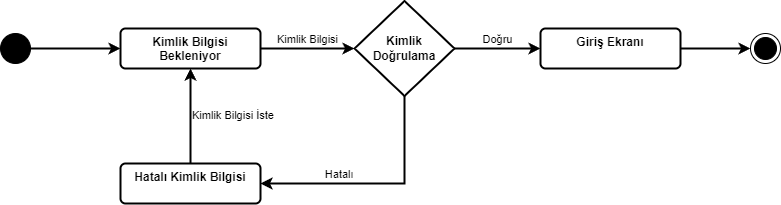 Kimlik Bilgisi
Bekleniyor
Kimlik Bilgisi
Kimlik
Doğrulama
Doğru
Giriş Ekranı
Kimlik Bilgisi İste
Hatalı Kimlik Bilgisi
Hatalı